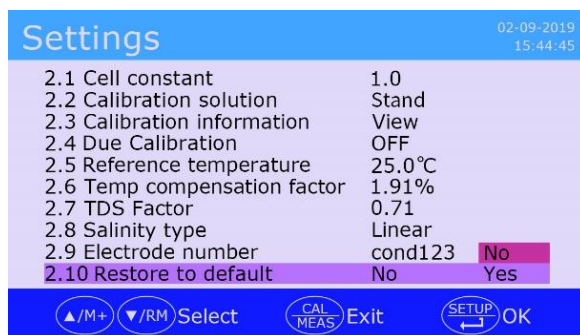 Settings
02-09-2019
15:44:45
2.1 Cell constant 1.0
2.2 Calibration solution Stand
2.3 Calibration information View
2.4 Due Calibration OFF
2.5 Reference temperature 25.0℃
2.6 Temp compensation factor 1.91%
2.7 TDS Factor 0.71
2.8 Salinity type Linear
2.9 Electrode number cond123 No
2.10 Restore to default No Yes
▲/M+ ▼/RM Select CAL MEAS Exit SETUP ↵ OK